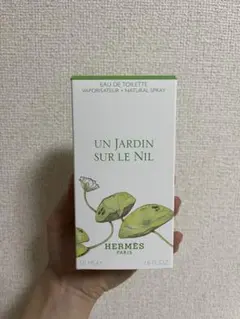 EAU DE TOILETTE
VAPORISATEUR • NATURAL SPRAY
UN JARDIN
SUR LE NIL
HERMÈS
PARIS